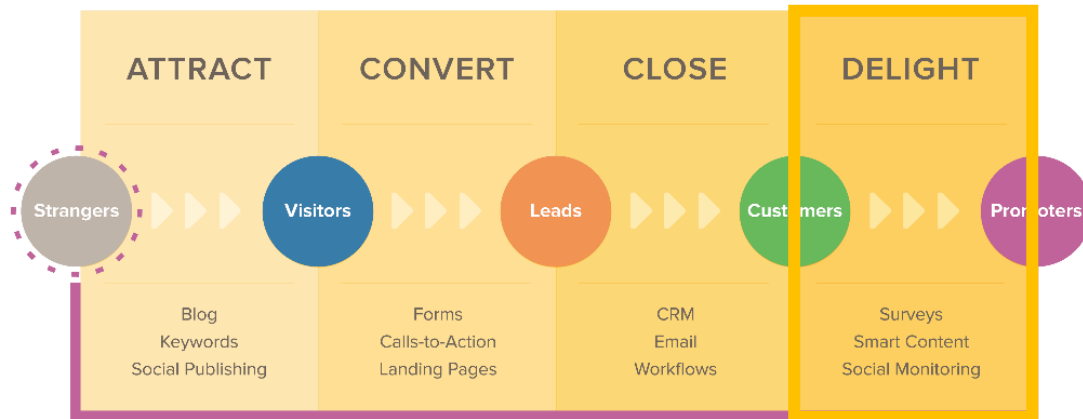 ATTRACT
CONVERT
CLOSE
DELIGHT
Strangers
Visitors
Leads
Customers
Promoters
Blog
Keywords
Social Publishing
Forms
Calls-to-Action
Landing Pages
CRM
Email
Workflows
Surveys
Smart Content
Social Monitoring